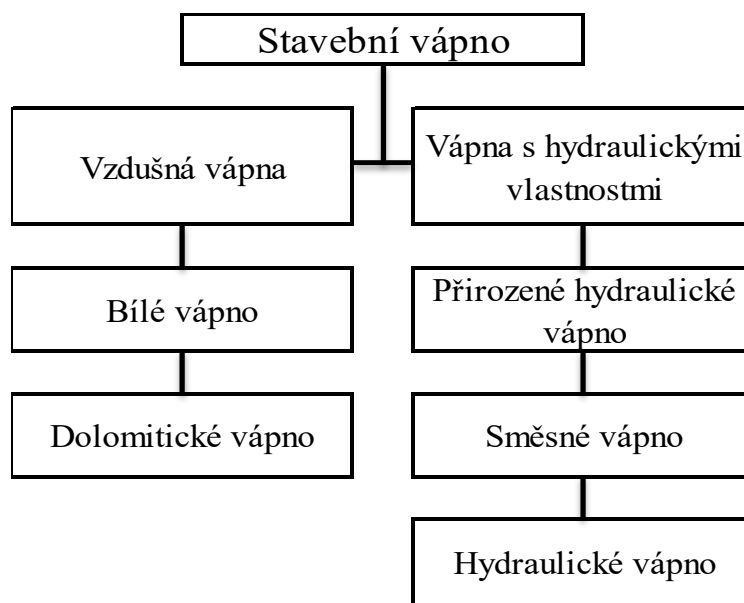 Stavební vápno
Vzdušná vápna
Vápna s hydraulickými
vlastnostmi
Bílé vápno
Přirozené hydraulické
vápno
Dolomitické vápno
Směsné vápno
Hydraulické vápno